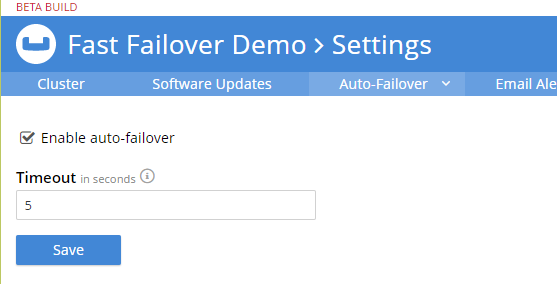 BETA BUILD
Fast Failover Demo > Settings
Cluster Software Updates Auto-Failover Email Ale
Enable auto-failover
Timeout in seconds
5
Save